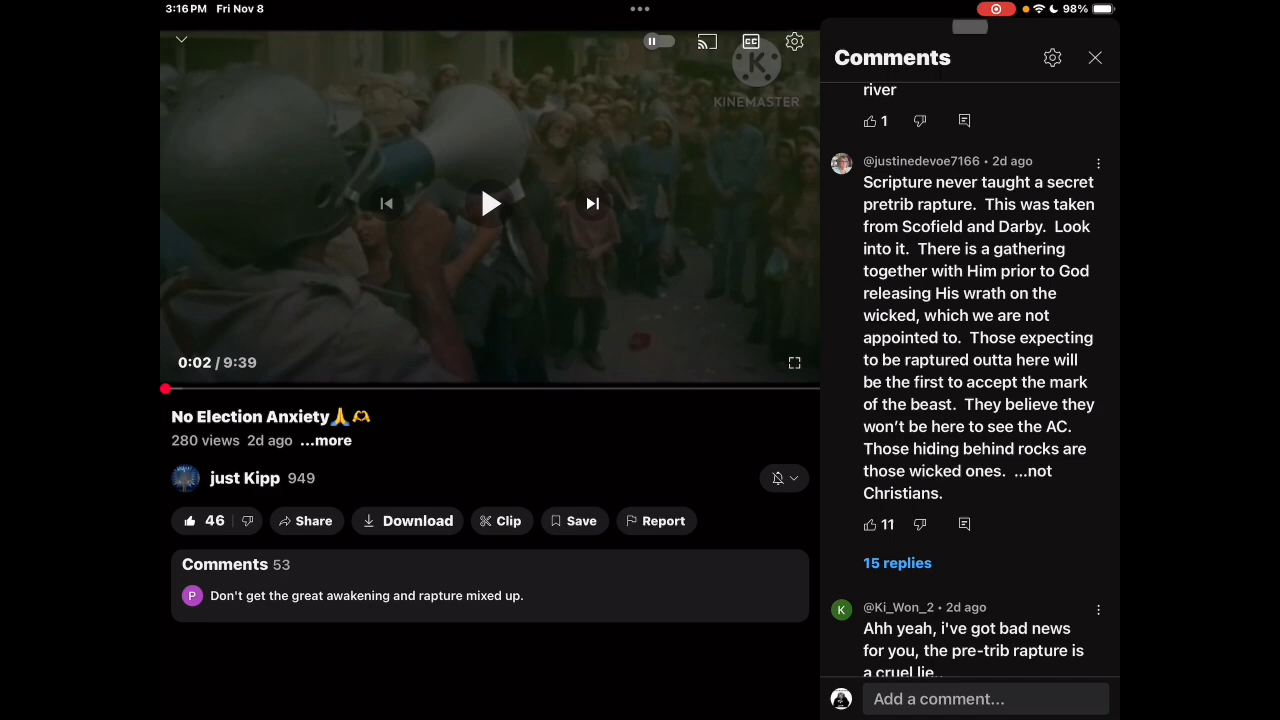 3:16 PM Fri Nov 8
98%
KINEMASTER
0:02 / 9:39
No Election Anxiety🙏🫶
280 views 2d ago ...more
just Kipp 949
46 Share Download Clip Save Report
Comments 53
P Don't get the great awakening and rapture mixed up.
Comments
river
1
@justinedevoe7166 • 2d ago
Scripture never taught a secret
pretrib rapture. This was taken
from Scofield and Darby. Look
into it. There is a gathering
together with Him prior to God
releasing His wrath on the
wicked, which we are not
appointed to. Those expecting
to be raptured outta here will
be the first to accept the mark
of the beast. They believe they
won't be here to see the AC.
Those hiding behind rocks are
those wicked ones. ...not
Christians.
11
15 replies
K @Ki_Won_2 • 2d ago
Ahh yeah, i've got bad news
for you, the pre-trib rapture is
a cruel lie..
Add a comment...